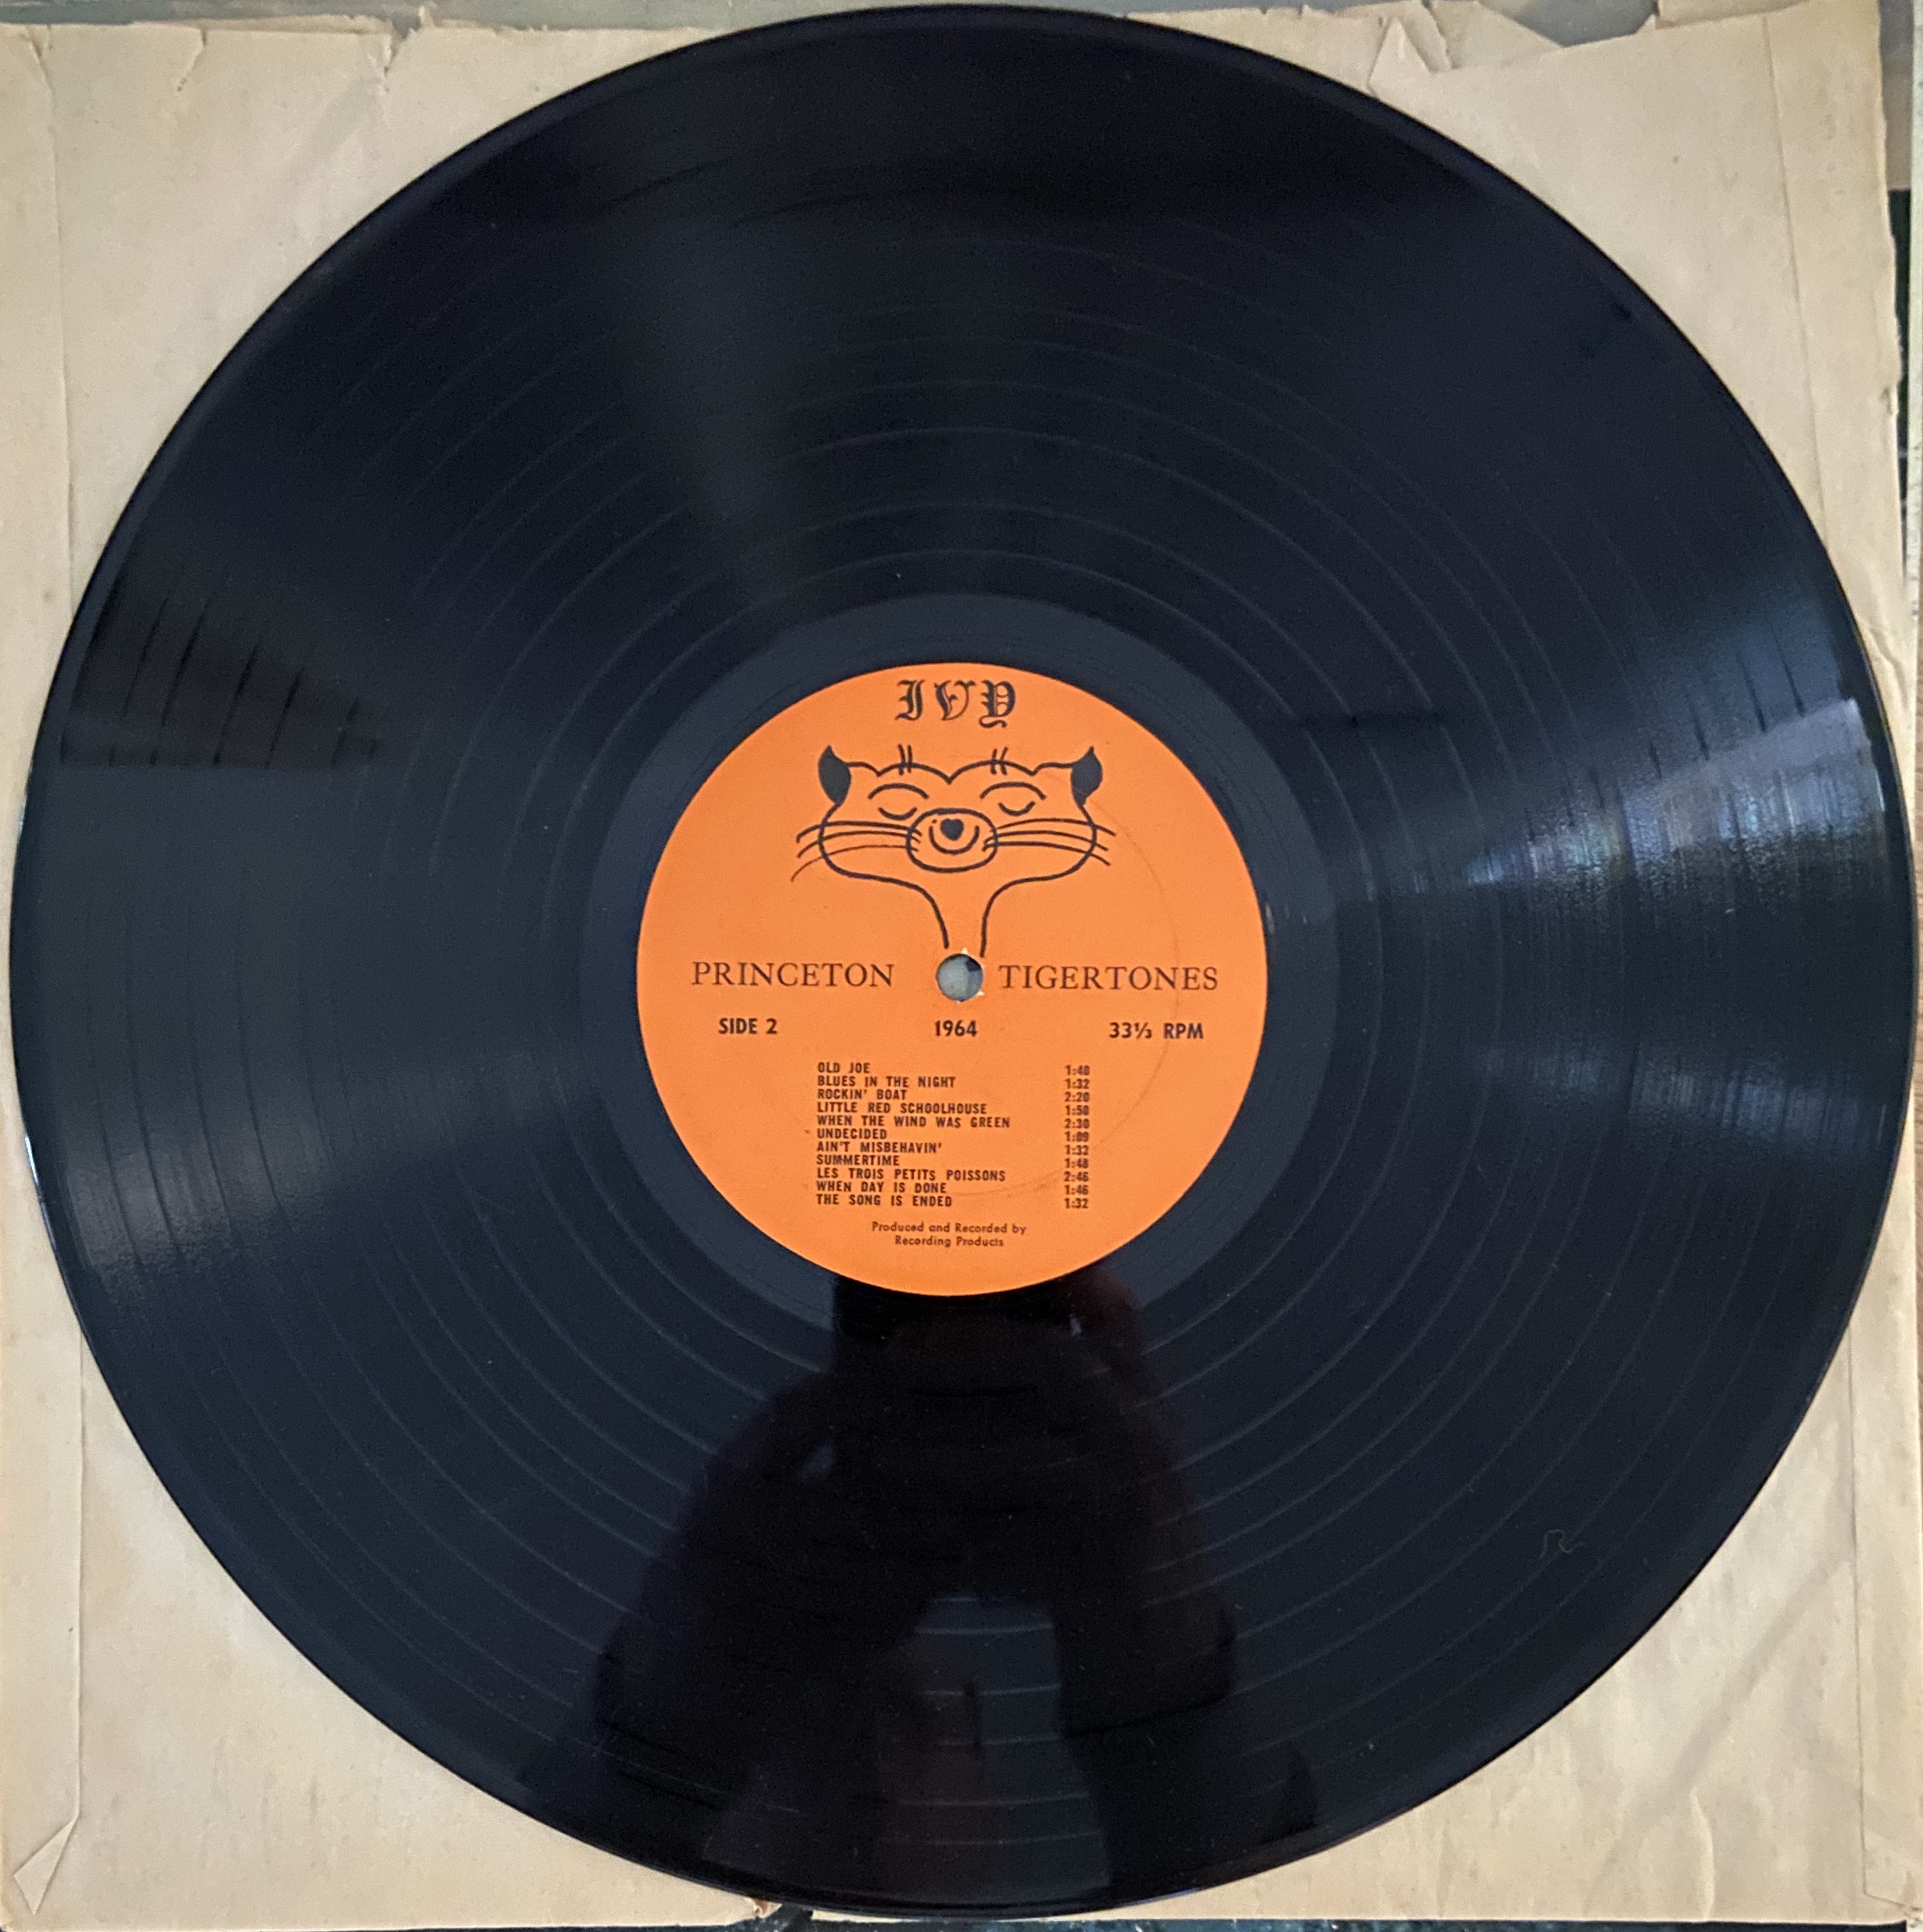 IVY
PRINCETON TIGERTONES
SIDE 2 1964 33⅓ RPM
OLD JOE 1:40
BLUES IN THE NIGHT 1:32
ROCKIN' BOAT 2:20
LITTLE RED SCHOOLHOUSE 1:50
WHEN THE WIND WAS GREEN 2:30
UNDECIDED 1:09
AIN'T MISBEHAVIN' 1:32
SUMMERTIME 1:48
LES TROIS PETITS POISSONS 2:46
WHEN DAY IS DONE 1:46
THE SONG IS ENDED 1:32
Produced and Recorded by
Recording Products